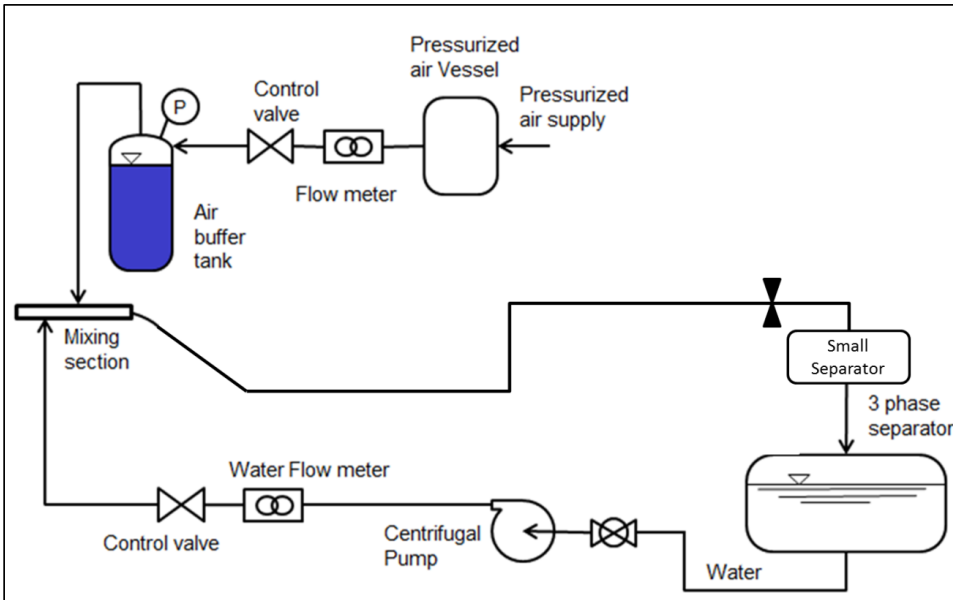 Pressurized
air Vessel
Control
valve
Pressurized
air supply
P
Flow meter
Air
buffer
tank
Mixing
section
Small
Separator
3 phase
separator
Water Flow meter
Control valve
Centrifugal
Pump
Water